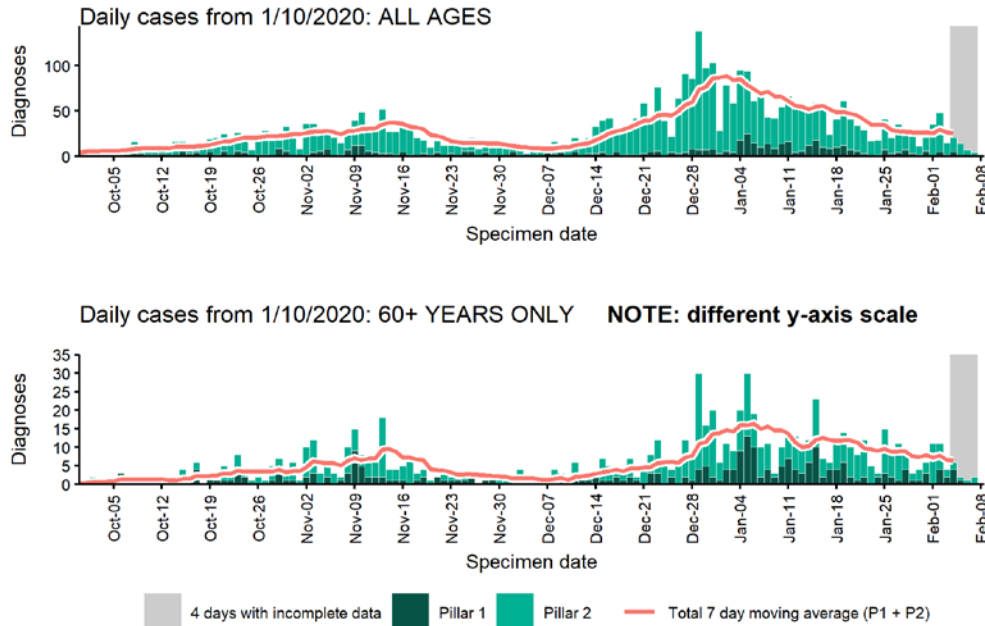 Daily cases from 1/10/2020: ALL AGES
Diagnoses
100
50
0
Oct-05 Oct-12 Oct-19 Oct-26 Nov-02 Nov-09 Nov-16 Nov-23 Nov-30 Dec-07 Dec-14 Dec-21 Dec-28 Jan-04 Jan-11 Jan-18 Jan-25 Feb-01 Feb-08
Specimen date
Daily cases from 1/10/2020: 60+ YEARS ONLY NOTE: different y-axis scale
Diagnoses
35
30
25
20
15
10
5
0
Oct-05 Oct-12 Oct-19 Oct-26 Nov-02 Nov-09 Nov-16 Nov-23 Nov-30 Dec-07 Dec-14 Dec-21 Dec-28 Jan-04 Jan-11 Jan-18 Jan-25 Feb-01 Feb-08
Specimen date
4 days with incomplete data Pillar 1 Pillar 2 Total 7 day moving average (P1 + P2)